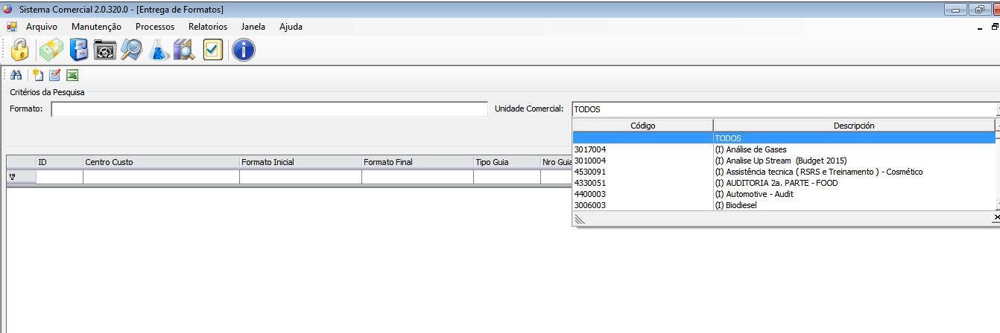 Sistema Comercial 2.0.320.0 - [Entrega de Formatos]
Arquivo Manutenção Processos Relatorios Janela Ajuda
Critérios da Pesquisa
Formato: Unidade Comercial: TODOS
Código Descripción
TODOS
3017004 (I) Análise de Gases
3010004 (I) Analise Up Stream (Budget 2015)
4530091 (I) Assistência tecnica ( RSRS e Treinamento ) - Cosmético
4330051 (I) AUDITORIA 2a. PARTE - FOOD
4400003 (I) Automotive - Audit
3006003 (I) Biodiesel
ID Centro Custo Formato Inicial Formato Final Tipo Guia Nro Guia